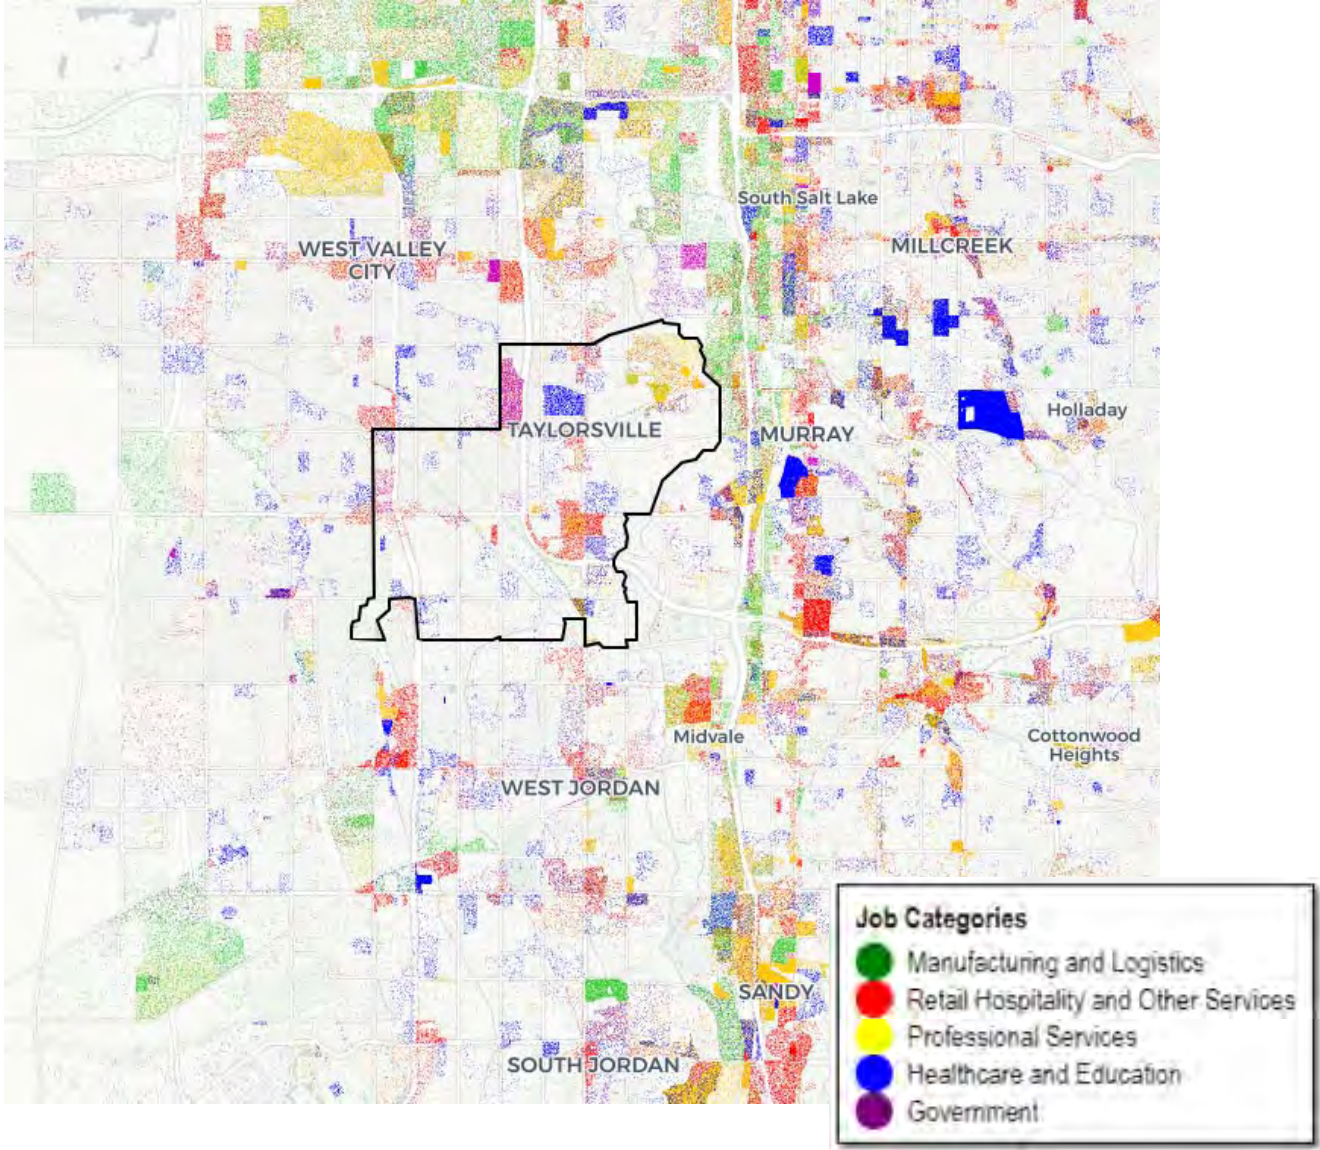 South Salt Lake
WEST VALLEY
CITY
MILLCREEK
Holladay
TAYLORSVILLE
MURRAY
Midvale
Cottonwood
Heights
WEST JORDAN
SANDY
SOUTH JORDAN
Job Categories
Manufacturing and Logistics
Retail Hospitality and Other Services
Professional Services
Healthcare and Education
Government